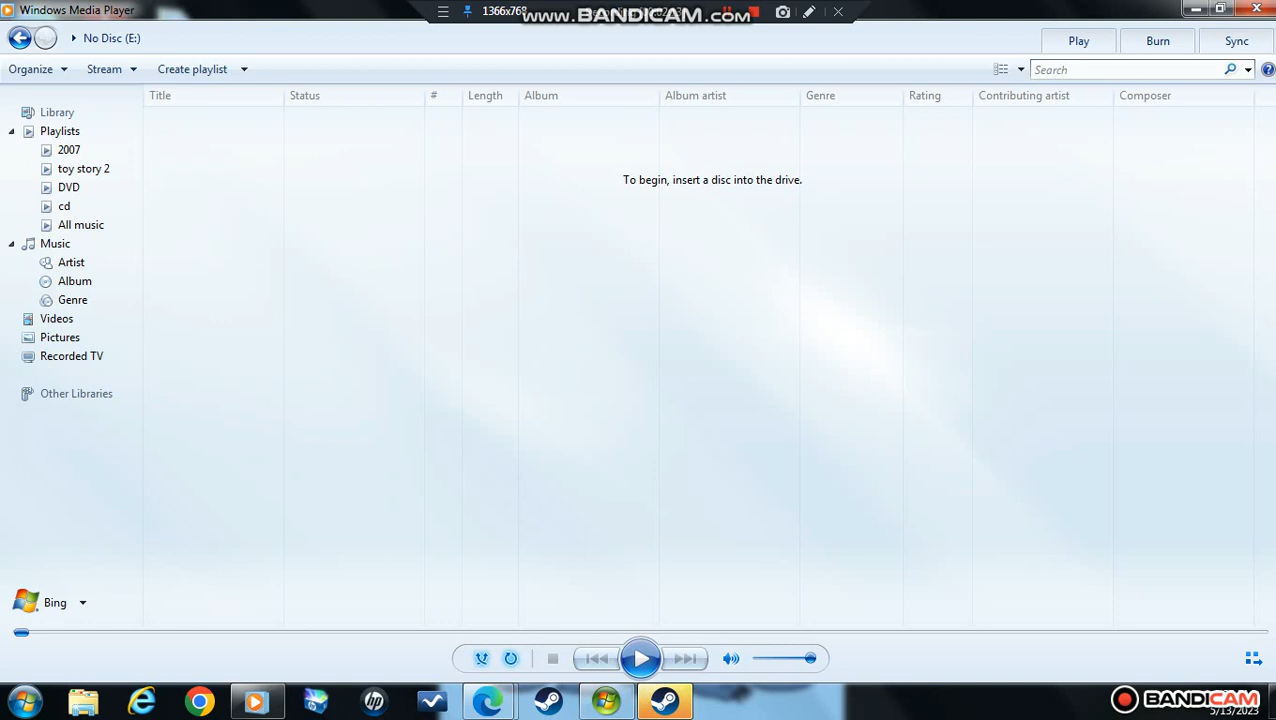 Windows Media Player
1366x768
www.BANDICAM.com
No Disc (E:)
Play
Burn
Sync
Organize
Stream
Create playlist
Search
Title
Status
#
Length
Album
Album artist
Genre
Rating
Contributing artist
Composer
To begin, insert a disc into the drive.
Library
Playlists
2007
toy story 2
DVD
cd
All music
Music
Artist
Album
Genre
Videos
Pictures
Recorded TV
Other Libraries
Bing
BANDICAM
5/13/2023